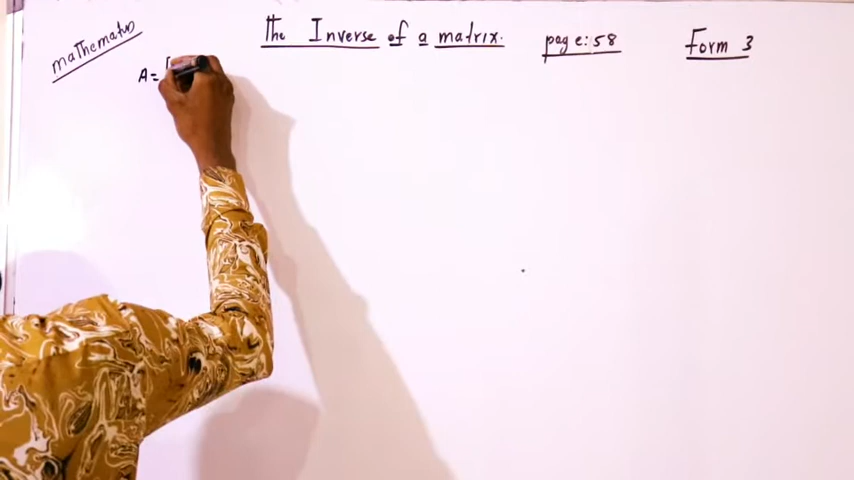 mathematics
The Inverse of a matrix.
page: 58
Form 3
A = [